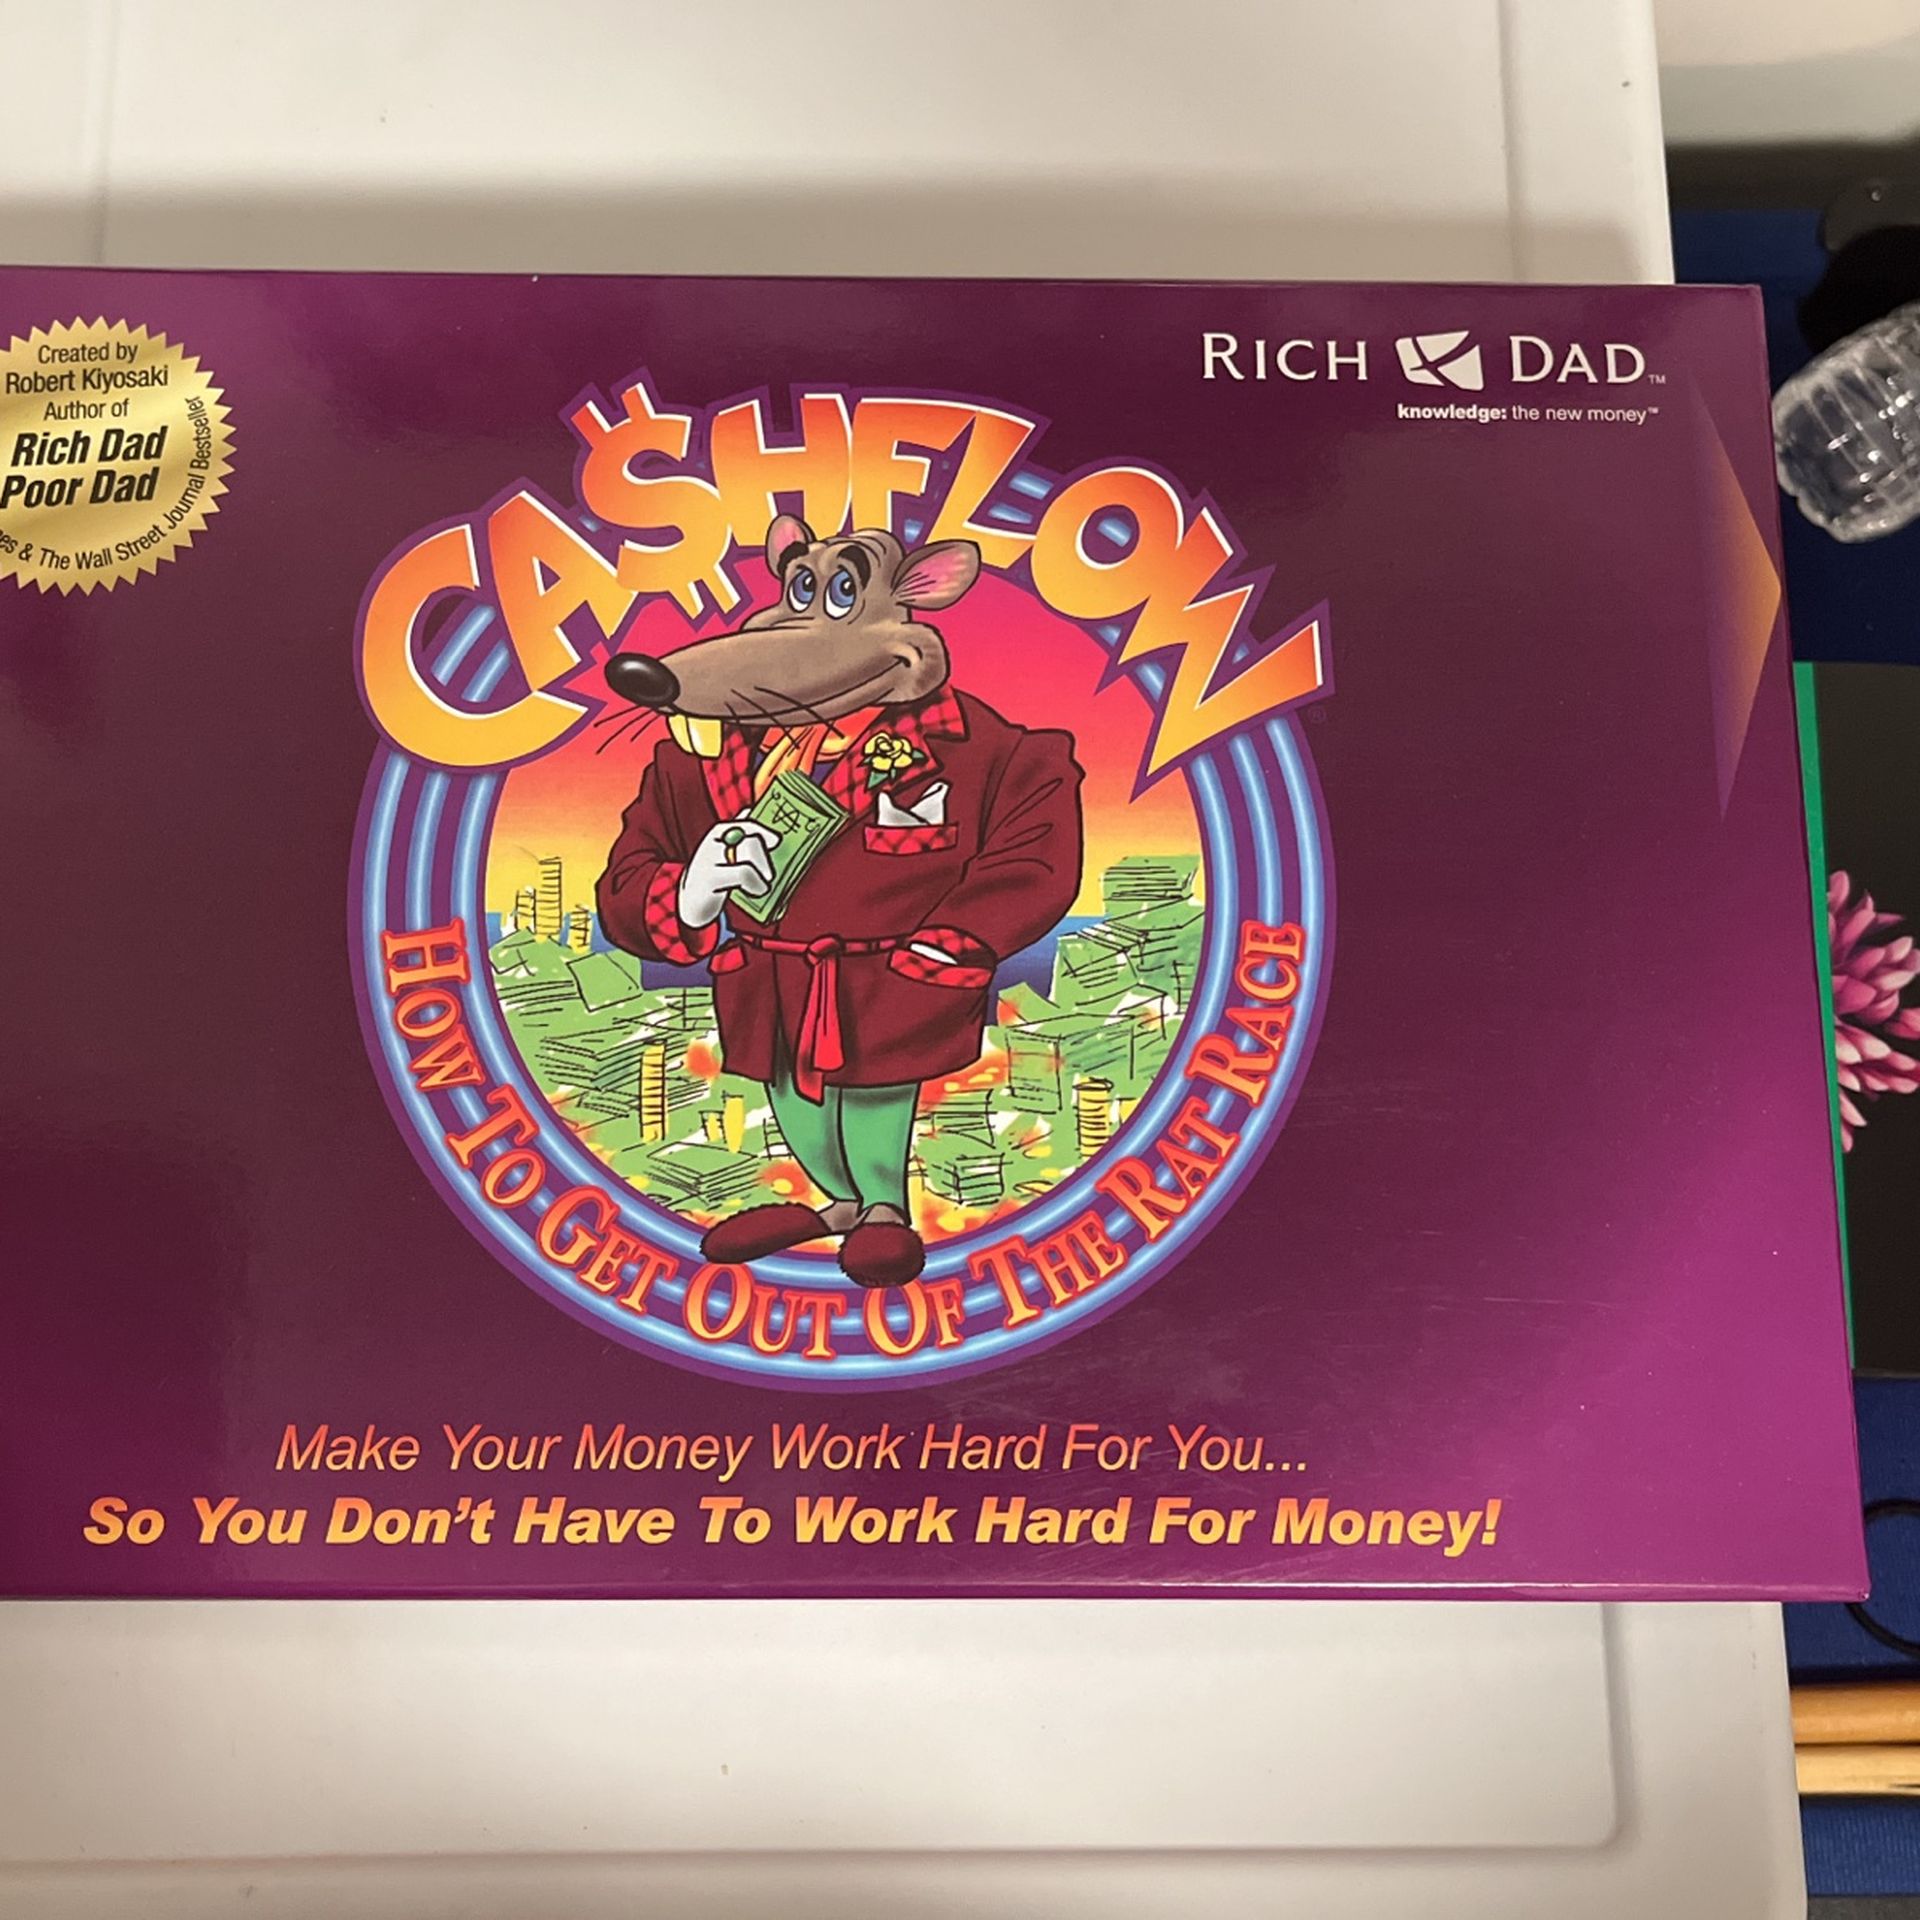 Created by
Robert Kiyosaki
Author of
Rich Dad
Poor Dad
& The Wall Street Journal Bestseller
RICH DAD™
knowledge: the new money™
CA$HFLOW®
HOW TO GET OUT OF THE RAT RACE
Make Your Money Work Hard For You...
So You Don't Have To Work Hard For Money!